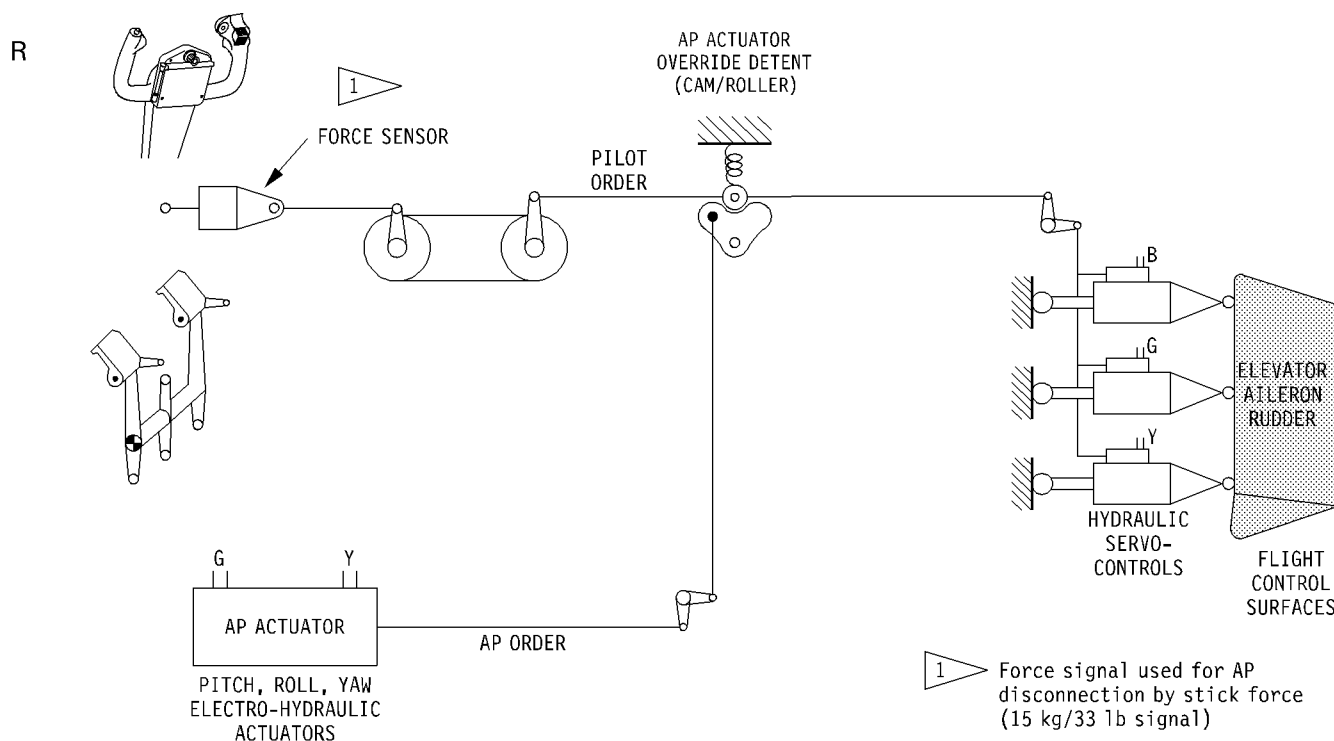 R
AP ACTUATOR
OVERRIDE DETENT
(CAM/ROLLER)
1
FORCE SENSOR
PILOT
ORDER
B
G
Y
ELEVATOR
AILERON
RUDDER
HYDRAULIC
SERVO-
CONTROLS
FLIGHT
CONTROL
SURFACES
G Y
AP ACTUATOR
AP ORDER
PITCH, ROLL, YAW
ELECTRO-HYDRAULIC
ACTUATORS
1 Force signal used for AP
disconnection by stick force
(15 kg/33 lb signal)